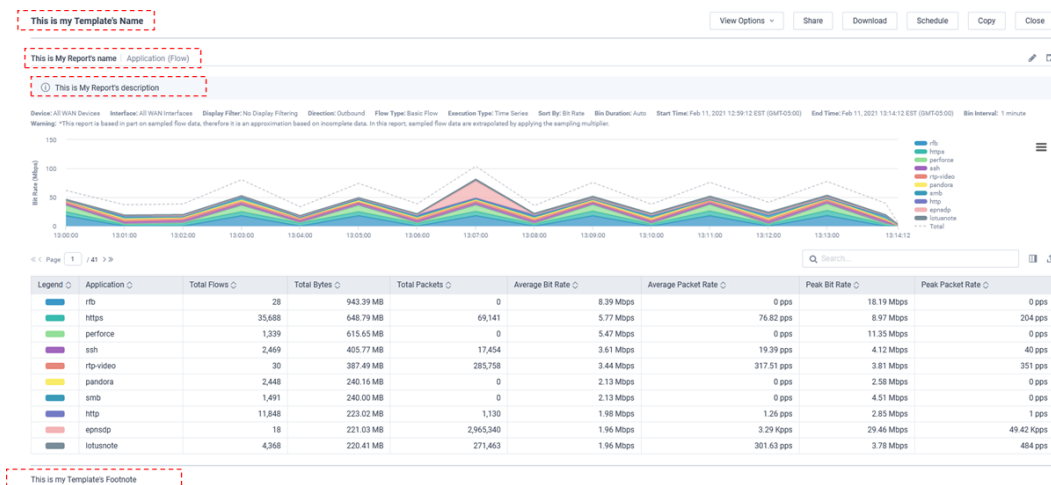 This is my Template's Name
View Options Share Download Schedule Copy Close
This is My Report's name | Application (Flow)
This is My Report's description
Device: All WAN Devices Interface: All WAN Interfaces Display Filter: No Display Filtering Direction: Outbound Flow Type: Basic Flow Execution Type: Time Series Sort By: Bit Rate Bin Duration: Auto Start Time: Feb 11, 2021 12:59:12 EST (GMT-05:00) End Time: Feb 11, 2021 13:14:12 EST (GMT-05:00) Bin Interval: 1 minute
Warning: *This report is based in part on sampled flow data, therefore it is an approximation based on incomplete data. In this report, sampled flow data are extrapolated by applying the sampling multiplier.
Bit Rate (Mbps)
150
100
50
0
13:00:00 13:01:00 13:02:00 13:03:00 13:04:00 13:05:00 13:06:00 13:07:00 13:08:00 13:09:00 13:10:00 13:11:00 13:12:00 13:13:00 13:14:12
rfb
https
perforce
ssh
rtp-video
pandora
smb
http
epnsdp
lotusnote
Total
Page 1 / 41
Search...
Legend Application Total Flows Total Bytes Total Packets Average Bit Rate Average Packet Rate Peak Bit Rate Peak Packet Rate
rfb 28 943.39 MB 0 8.39 Mbps 0 pps 18.19 Mbps 0 pps
https 35,688 648.79 MB 69,141 5.77 Mbps 76.82 pps 8.97 Mbps 204 pps
perforce 1,339 615.65 MB 0 5.47 Mbps 0 pps 11.35 Mbps 0 pps
ssh 2,469 405.77 MB 17,454 3.61 Mbps 19.39 pps 4.12 Mbps 40 pps
rtp-video 30 387.49 MB 285,758 3.44 Mbps 317.51 pps 3.81 Mbps 351 pps
pandora 2,448 240.16 MB 0 2.13 Mbps 0 pps 2.58 Mbps 0 pps
smb 1,491 240.00 MB 0 2.13 Mbps 0 pps 4.51 Mbps 0 pps
http 11,848 223.02 MB 1,130 1.98 Mbps 1.26 pps 2.85 Mbps 1 pps
epnsdp 18 221.03 MB 2,965,340 1.96 Mbps 3.29 Kpps 29.46 Mbps 49.42 Kpps
lotusnote 4,368 220.41 MB 271,463 1.96 Mbps 301.63 pps 3.78 Mbps 484 pps
This is my Template's Footnote